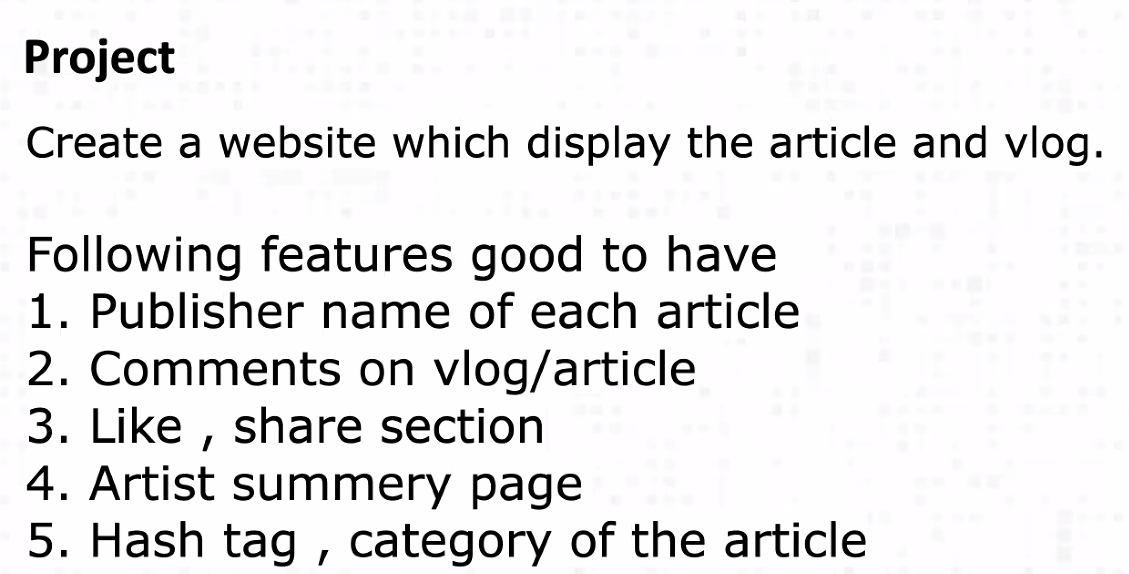 Project
Create a website which display the article and vlog.
Following features good to have
1. Publisher name of each article
2. Comments on vlog/article
3. Like , share section
4. Artist summery page
5. Hash tag , category of the article